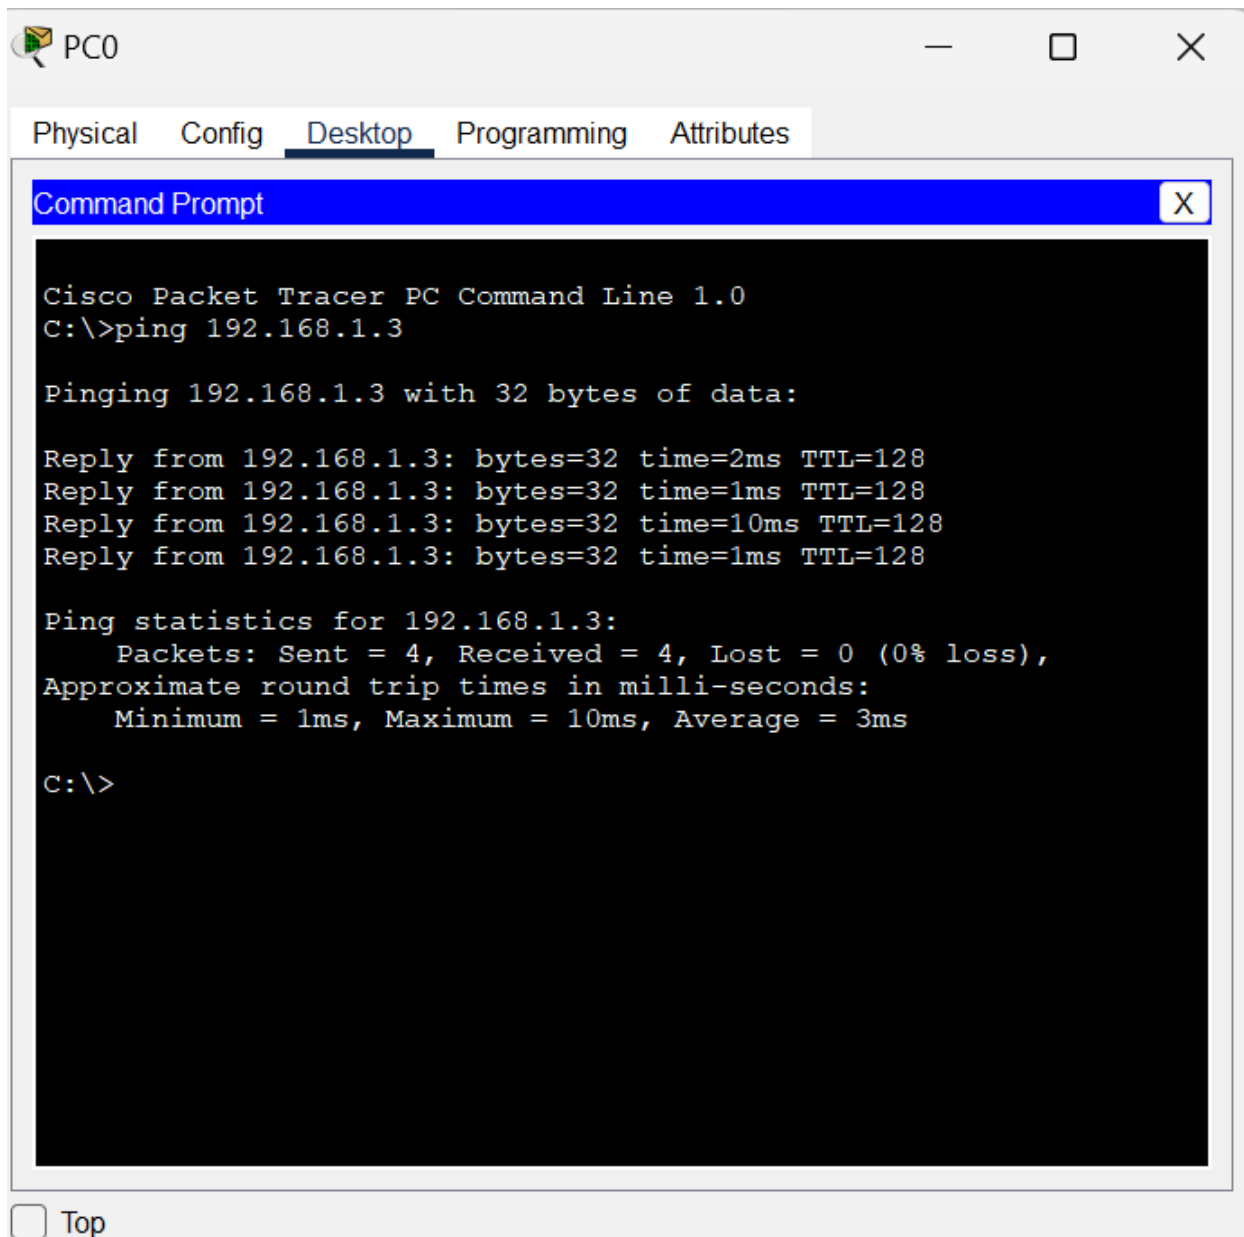 PC0
Physical Config Desktop Programming Attributes
Command Prompt X
Cisco Packet Tracer PC Command Line 1.0
C:\>ping 192.168.1.3
Pinging 192.168.1.3 with 32 bytes of data:
Reply from 192.168.1.3: bytes=32 time=2ms TTL=128
Reply from 192.168.1.3: bytes=32 time=1ms TTL=128
Reply from 192.168.1.3: bytes=32 time=10ms TTL=128
Reply from 192.168.1.3: bytes=32 time=1ms TTL=128
Ping statistics for 192.168.1.3:
Packets: Sent = 4, Received = 4, Lost = 0 (0% loss),
Approximate round trip times in milli-seconds:
Minimum = 1ms, Maximum = 10ms, Average = 3ms
C:\>
Top